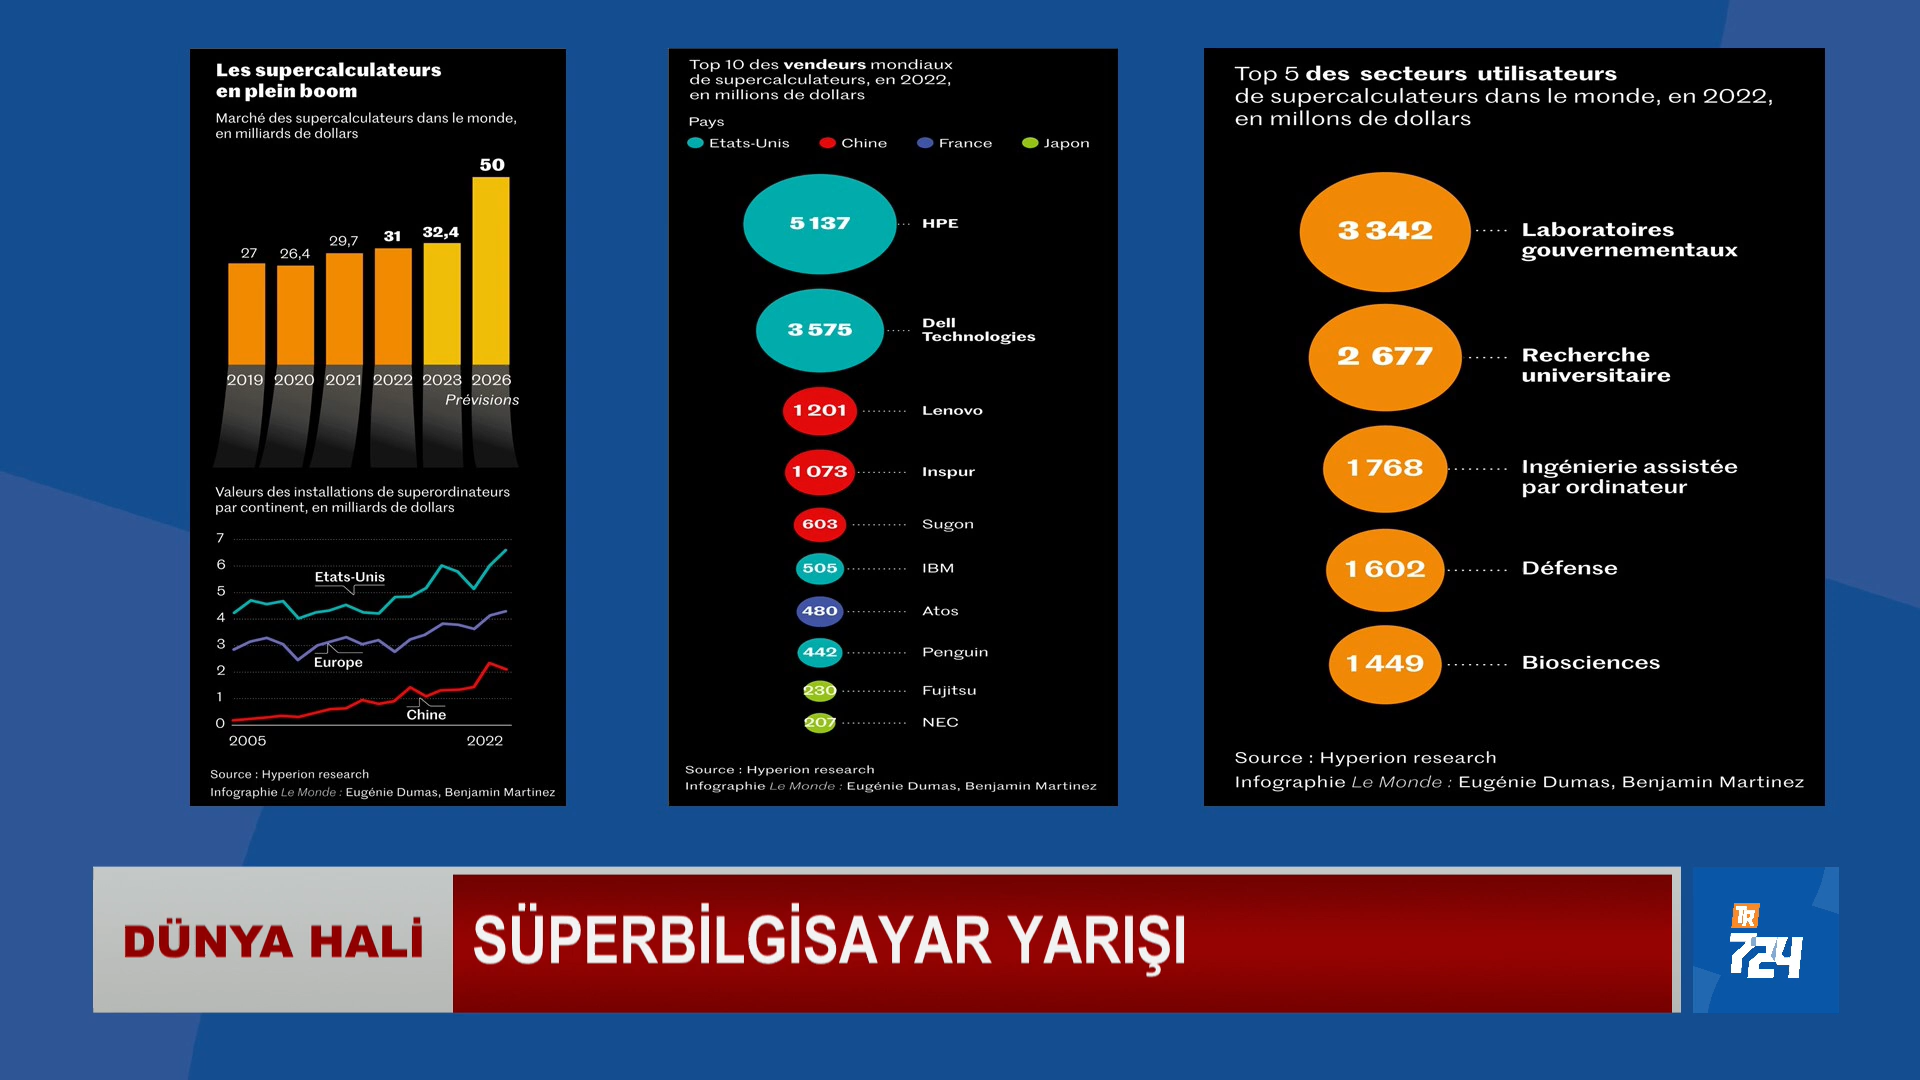 Les supercalculateurs
en plein boom
Marché des supercalculateurs dans le monde,
en milliards de dollars
50
32,4
31
29,7
27
26,4
2019 2020 2021 2022 2023 2026
Prévisions
Valeurs des installations de superordinateurs
par continent, en milliards de dollars
7
6
5
4
3
2
1
0
Etats-Unis
Europe
Chine
2005 2022
Source : Hyperion research
Infographie Le Monde : Eugénie Dumas, Benjamin Martinez
Top 10 des vendeurs mondiaux
de supercalculateurs, en 2022,
en millions de dollars
Pays
Etats-Unis Chine France Japon
5 137 HPE
3 575 Dell
Technologies
1 201 Lenovo
1 073 Inspur
603 Sugon
505 IBM
480 Atos
442 Penguin
230 Fujitsu
207 NEC
Source : Hyperion research
Infographie Le Monde : Eugénie Dumas, Benjamin Martinez
Top 5 des secteurs utilisateurs
de supercalculateurs dans le monde, en 2022,
en millons de dollars
3 342 Laboratoires
gouvernementaux
2 677 Recherche
universitaire
1 768 Ingénierie assistée
par ordinateur
1 602 Défense
1 449 Biosciences
Source : Hyperion research
Infographie Le Monde : Eugénie Dumas, Benjamin Martinez
DÜNYA HALİ
SÜPERBİLGİSAYAR YARIŞI
TR
724